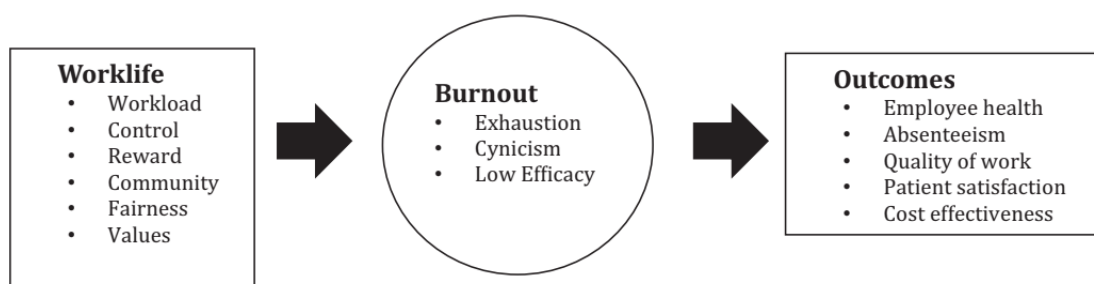 Worklife
• Workload
• Control
• Reward
• Community
• Fairness
• Values
Burnout
• Exhaustion
• Cynicism
• Low Efficacy
Outcomes
• Employee health
• Absenteeism
• Quality of work
• Patient satisfaction
• Cost effectiveness